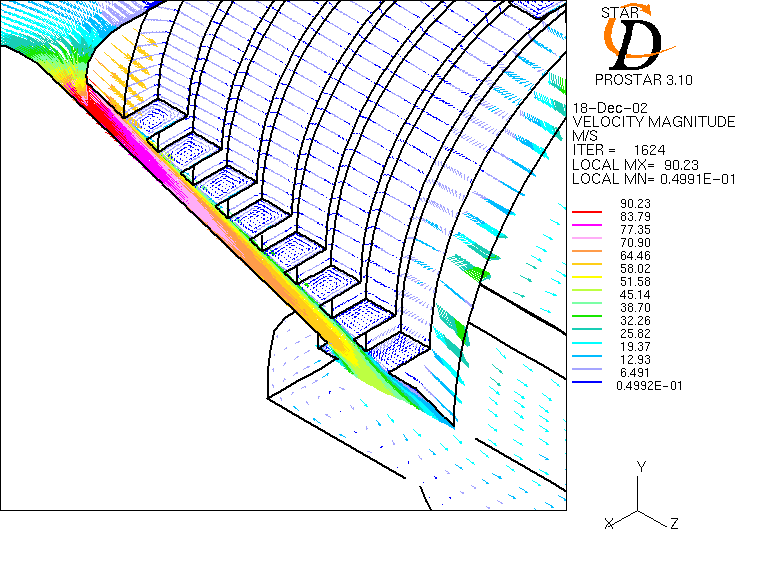 STAR
CD
PROSTAR 3.10
18-Dec-02
VELOCITY MAGNITUDE
M/S
ITER = 1624
LOCAL MX= 90.23
LOCAL MN= 0.4991E-01
90.23
83.79
77.35
70.90
64.46
58.02
51.58
45.14
38.70
32.26
25.82
19.37
12.93
6.491
0.4992E-01
Y
X
Z